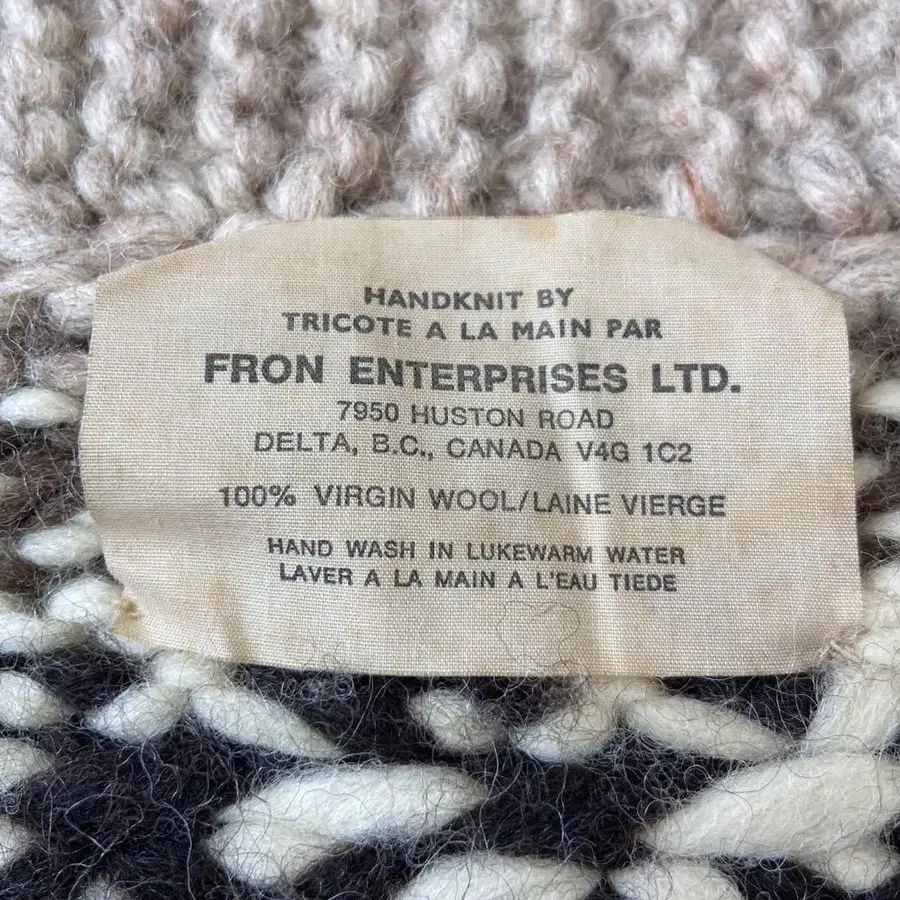 HANDKNIT BY
TRICOTE A LA MAIN PAR
FRON ENTERPRISES LTD.
7950 HUSTON ROAD
DELTA, B.C., CANADA V4G 1C2
100% VIRGIN WOOL/LAINE VIERGE
HAND WASH IN LUKEWARM WATER
LAVER A LA MAIN A L'EAU TIEDE